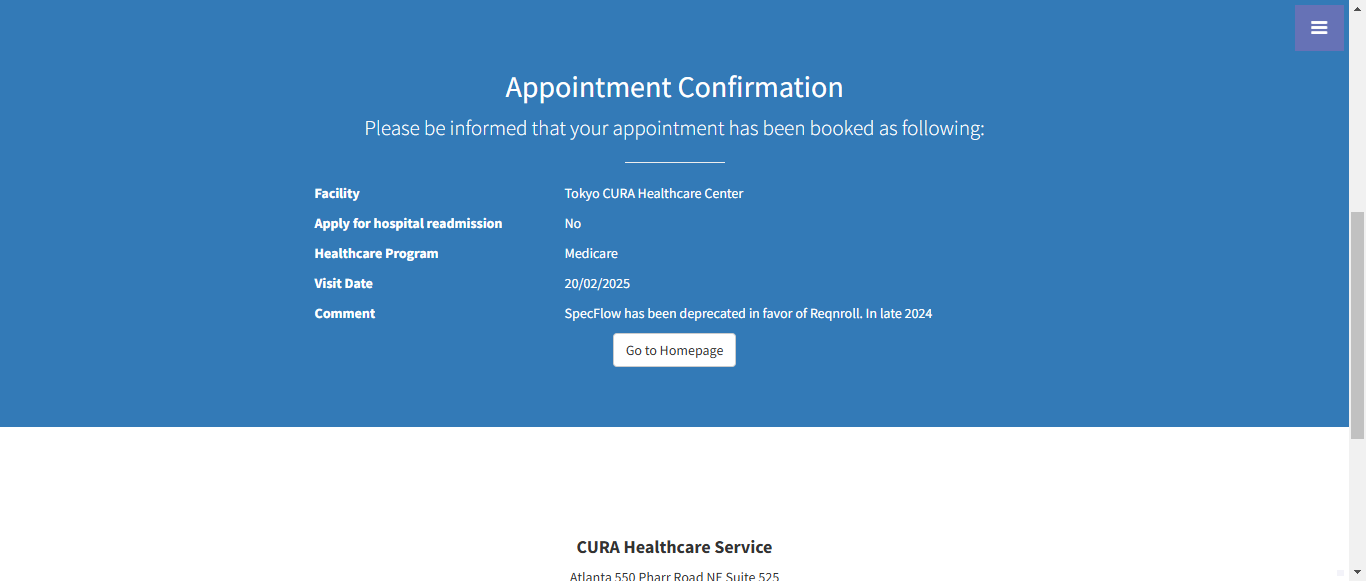 Appointment Confirmation
Please be informed that your appointment has been booked as following:
Facility Tokyo CURA Healthcare Center
Apply for hospital readmission No
Healthcare Program Medicare
Visit Date 20/02/2025
Comment SpecFlow has been deprecated in favor of Reqnroll. In late 2024
Go to Homepage
CURA Healthcare Service
Atlanta 550 Pharr Road NE Suite 525